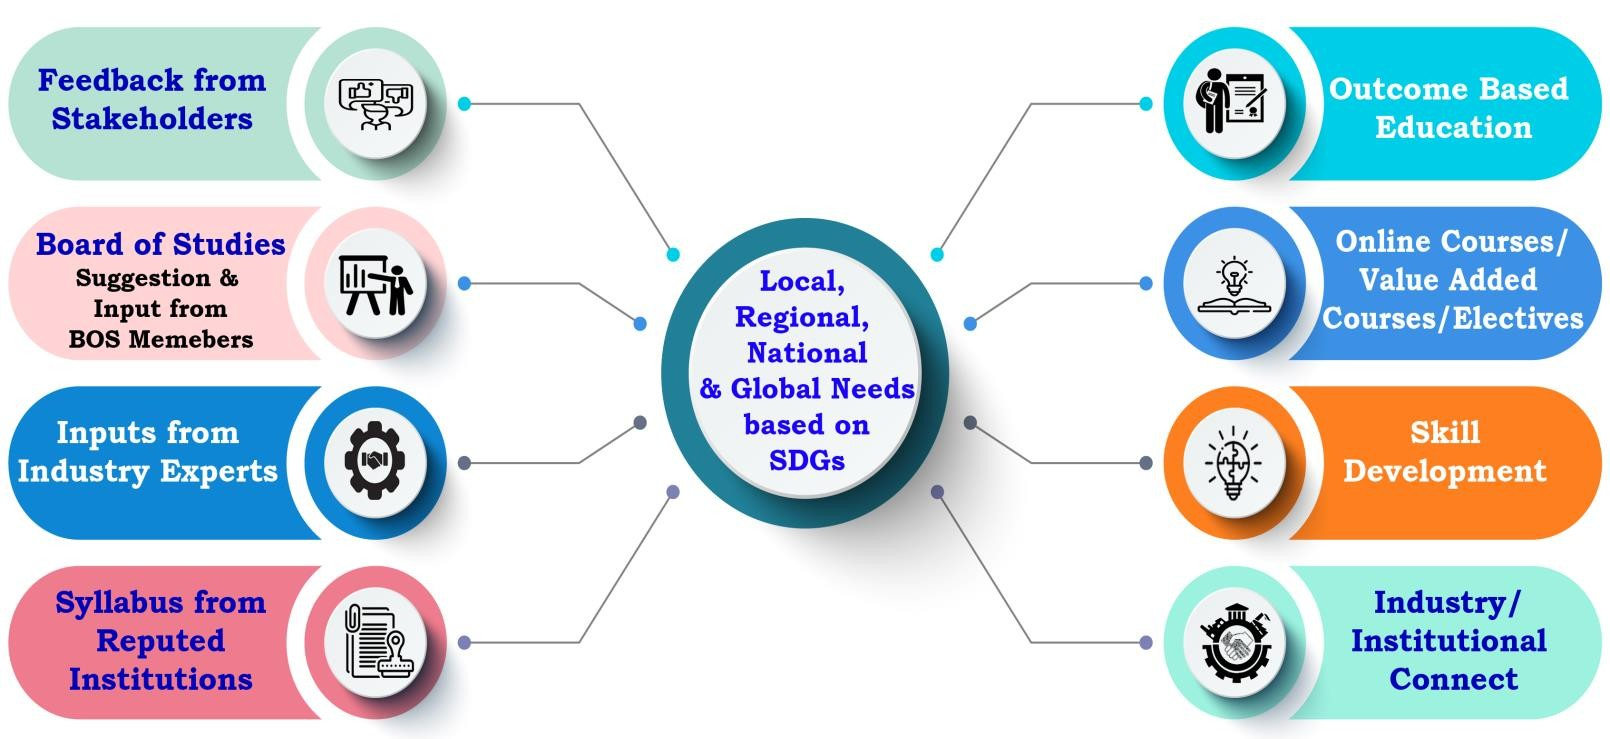 Feedback from
Stakeholders
Board of Studies
Suggestion &
Input from
BOS Memebers
Inputs from
Industry Experts
Syllabus from
Reputed
Institutions
Local,
Regional,
National
& Global Needs
based on
SDGs
Outcome Based
Education
Online Courses/
Value Added
Courses/Electives
Skill
Development
Industry/
Institutional
Connect